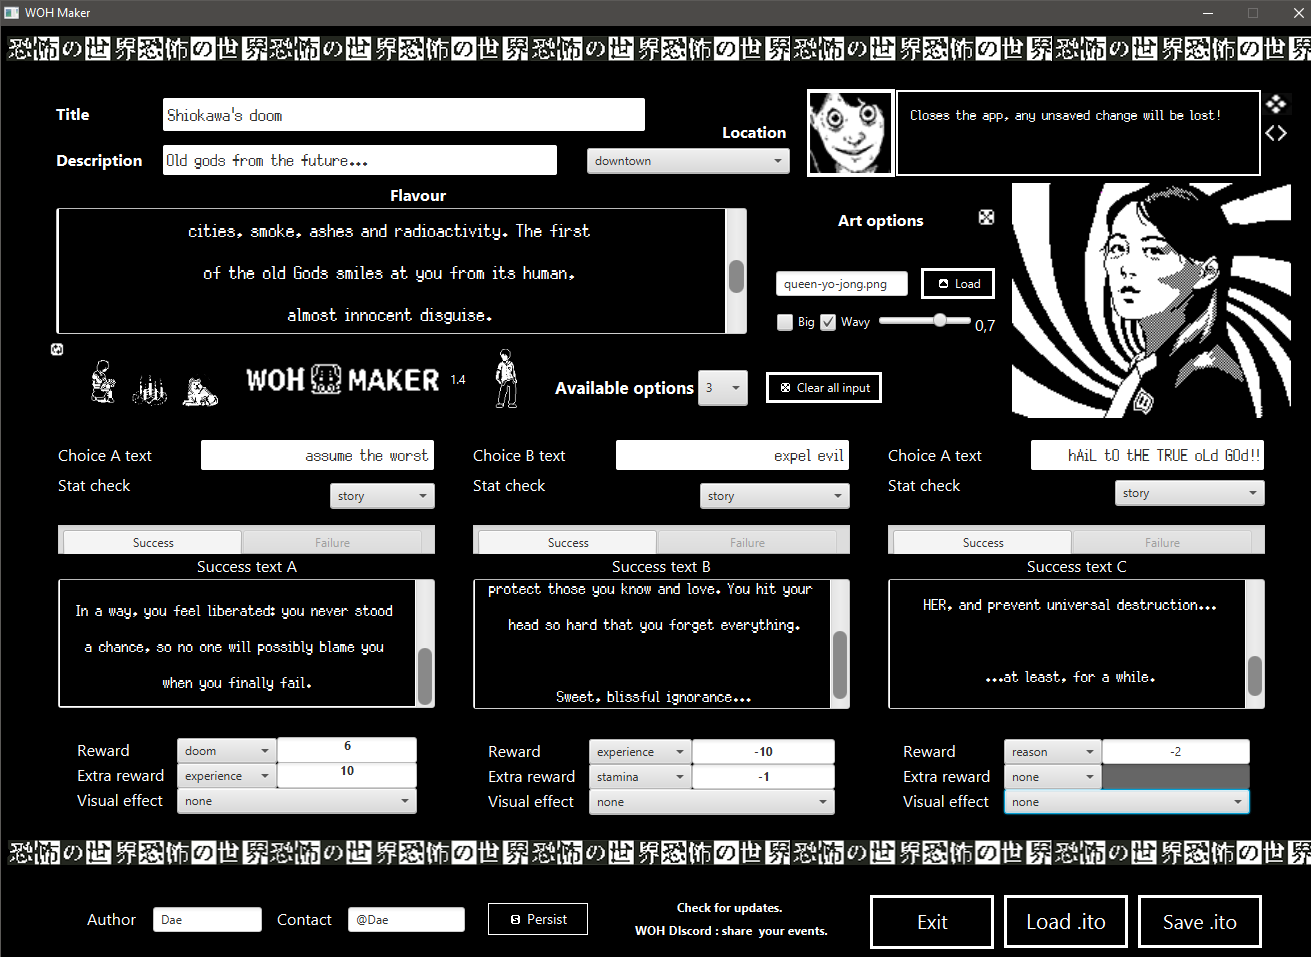 WOH Maker
恐怖の世界恐怖の世界恐怖の世界恐怖の世界恐怖の世界恐怖の世界恐怖の世界恐怖の世界恐怖の世界恐怖の世界
Title
Shiokawa's doom
Location
Closes the app, any unsaved change will be lost!
Description
Old gods from the future...
downtown
Flavour
cities, smoke, ashes and radioactivity. The first
of the old Gods smiles at you from its human,
almost innocent disguise.
Art options
queen-yo-jong.png
Load
Big
Wavy
0,7
WOH MAKER 1.4
Available options
3
Clear all input
Choice A text
assume the worst
Stat check
story
Success
Failure
Success text A
In a way, you feel liberated: you never stood
a chance, so no one will possibly blame you
when you finally fail.
Reward
doom
6
Extra reward
experience
10
Visual effect
none
Choice B text
expel evil
Stat check
story
Success
Failure
Success text B
protect those you know and love. You hit your
head so hard that you forget everything.
Sweet, blissful ignorance...
Reward
experience
-10
Extra reward
stamina
-1
Visual effect
none
Choice A text
hAiL tO tHE TRUE oLd GOd!!
Stat check
story
Success
Failure
Success text C
HER, and prevent universal destruction...
...at least, for a while.
Reward
reason
-2
Extra reward
none
Visual effect
none
恐怖の世界恐怖の世界恐怖の世界恐怖の世界恐怖の世界恐怖の世界恐怖の世界恐怖の世界恐怖の世界恐怖の世界
Author
Dae
Contact
@Dae
Persist
Check for updates.
WOH DIscord : share your events.
Exit
Load .ito
Save .ito